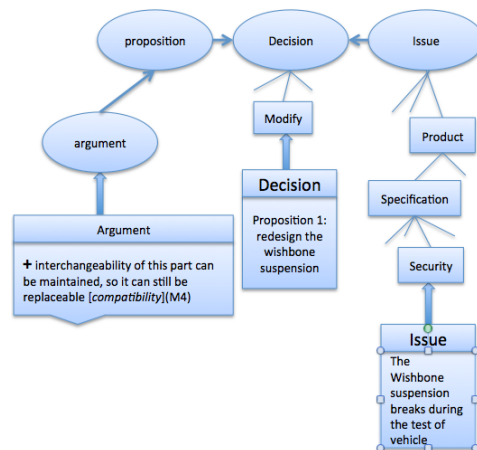 proposition
Decision
Issue
argument
Modify
Product
Specification
Security
Argument
+ interchangeability of this part can
be maintained, so it can still be
replaceable [compatibility](M4)
Decision
Proposition 1:
redesign the
wishbone
suspension
Issue
The
Wishbone
suspension
breaks during
the test of
vehicle